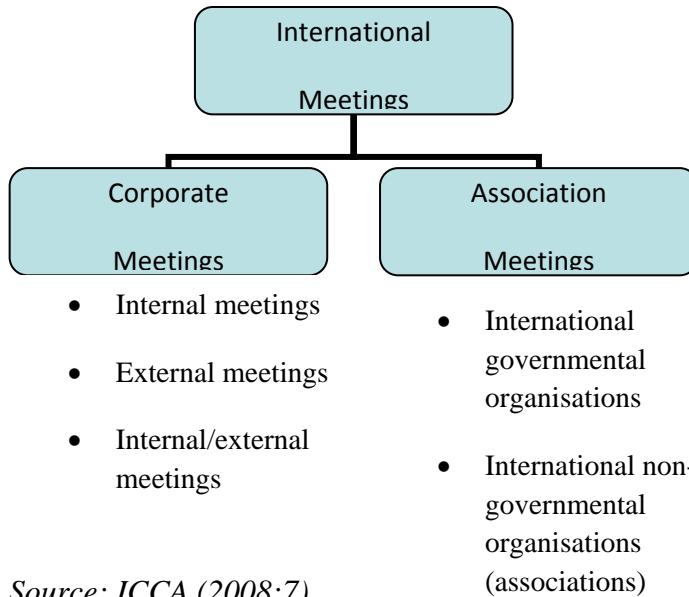 International
Meetings
Corporate
Meetings
Association
Meetings
• Internal meetings
• External meetings
• Internal/external
meetings
• International
governmental
organisations
• International non-
governmental
organisations
(associations)
Source: ICCA (2008:7)